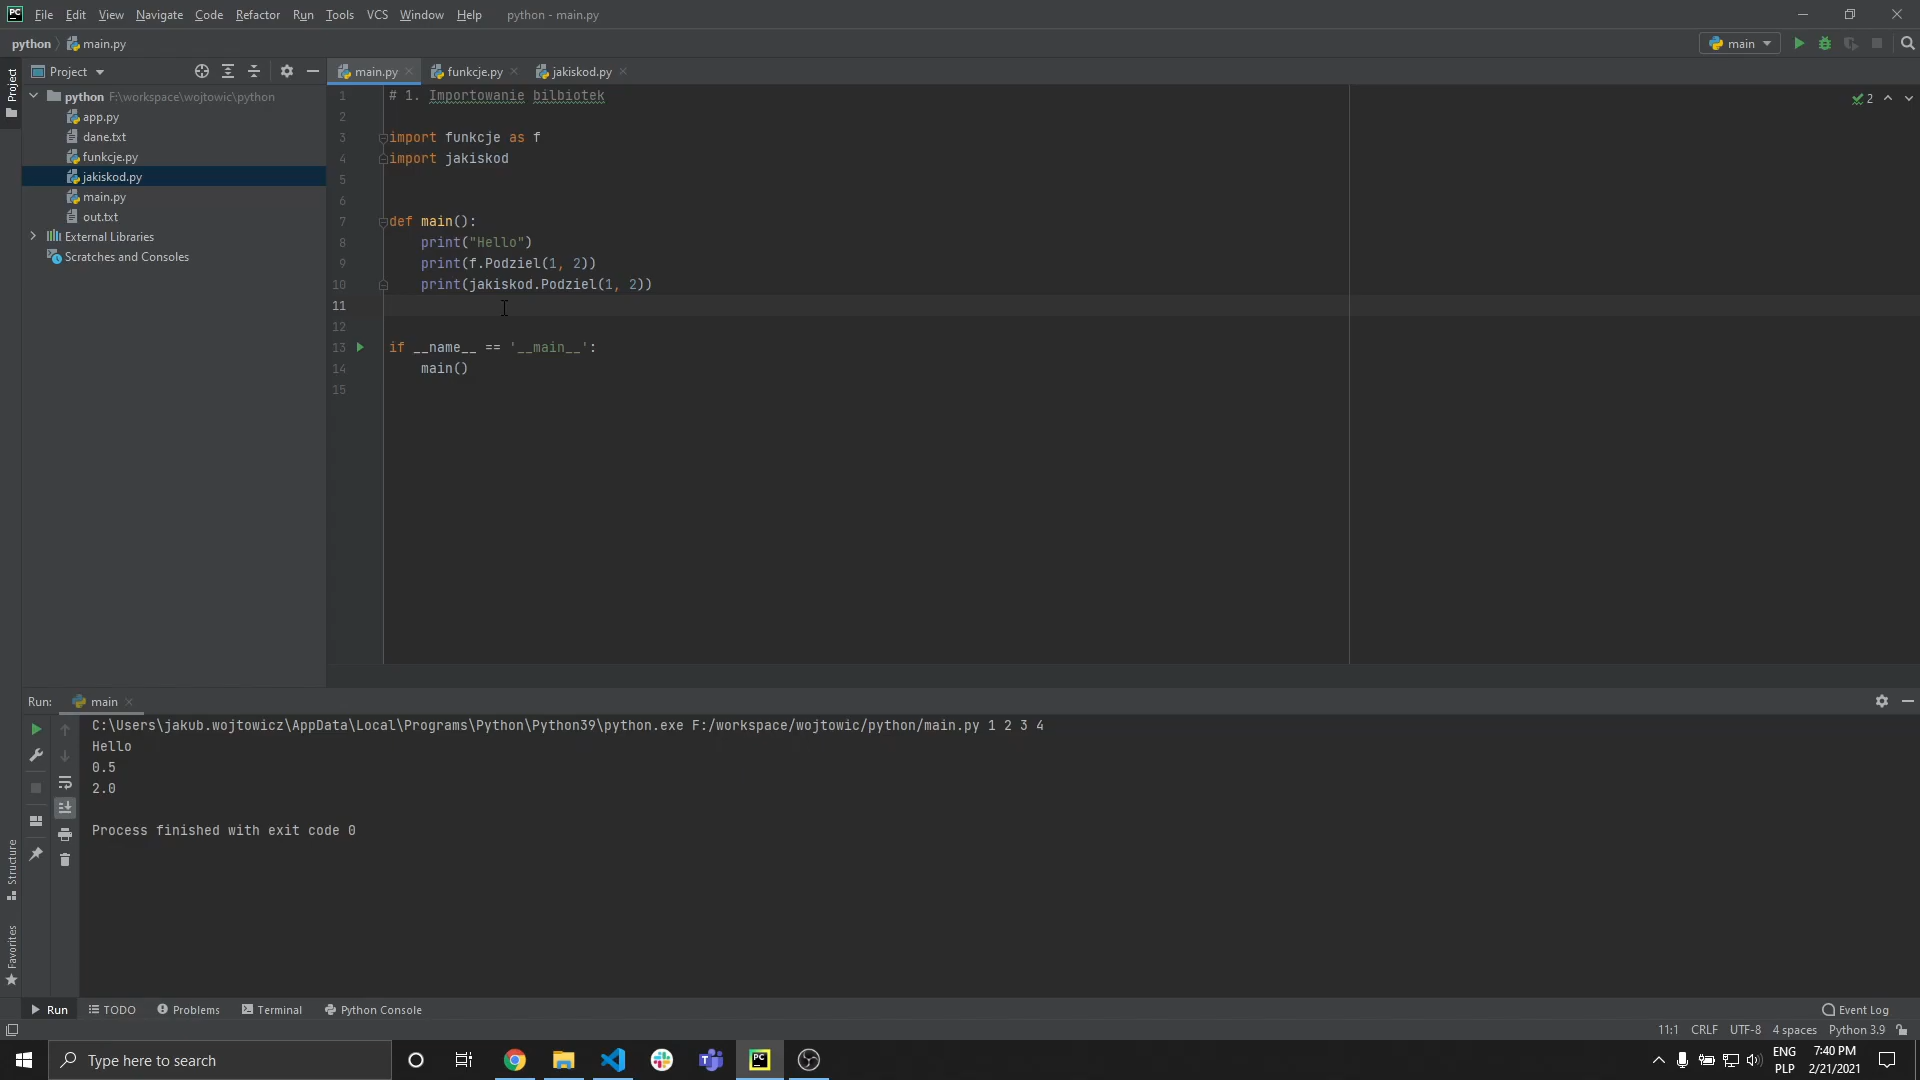 File Edit View Navigate Code Refactor Run Tools VCS Window Help python - main.py
python main.py main
Project
Project main.py funkcje.py jakiskod.py
python F:\workspace\wojtowic\python
app.py
dane.txt
funkcje.py
jakiskod.py
main.py
out.txt
External Libraries
Scratches and Consoles
1 # 1. Importowanie bilbiotek
2
3 import funkcje as f
4 import jakiskod
5
6
7 def main():
8 print("Hello")
9 print(f.Podziel(1, 2))
10 print(jakiskod.Podziel(1, 2))
11
12
13 if __name__ == '__main__':
14 main()
15
2
Run: main
C:\Users\jakub.wojtowicz\AppData\Local\Programs\Python\Python39\python.exe F:/workspace/wojtowic/python/main.py 1 2 3 4
Hello
0.5
2.0
Process finished with exit code 0
Structure
Favorites
Run TODO Problems Terminal Python Console Event Log
11:1 CRLF UTF-8 4 spaces Python 3.9
Type here to search
ENG
PLP
7:40 PM
2/21/2021